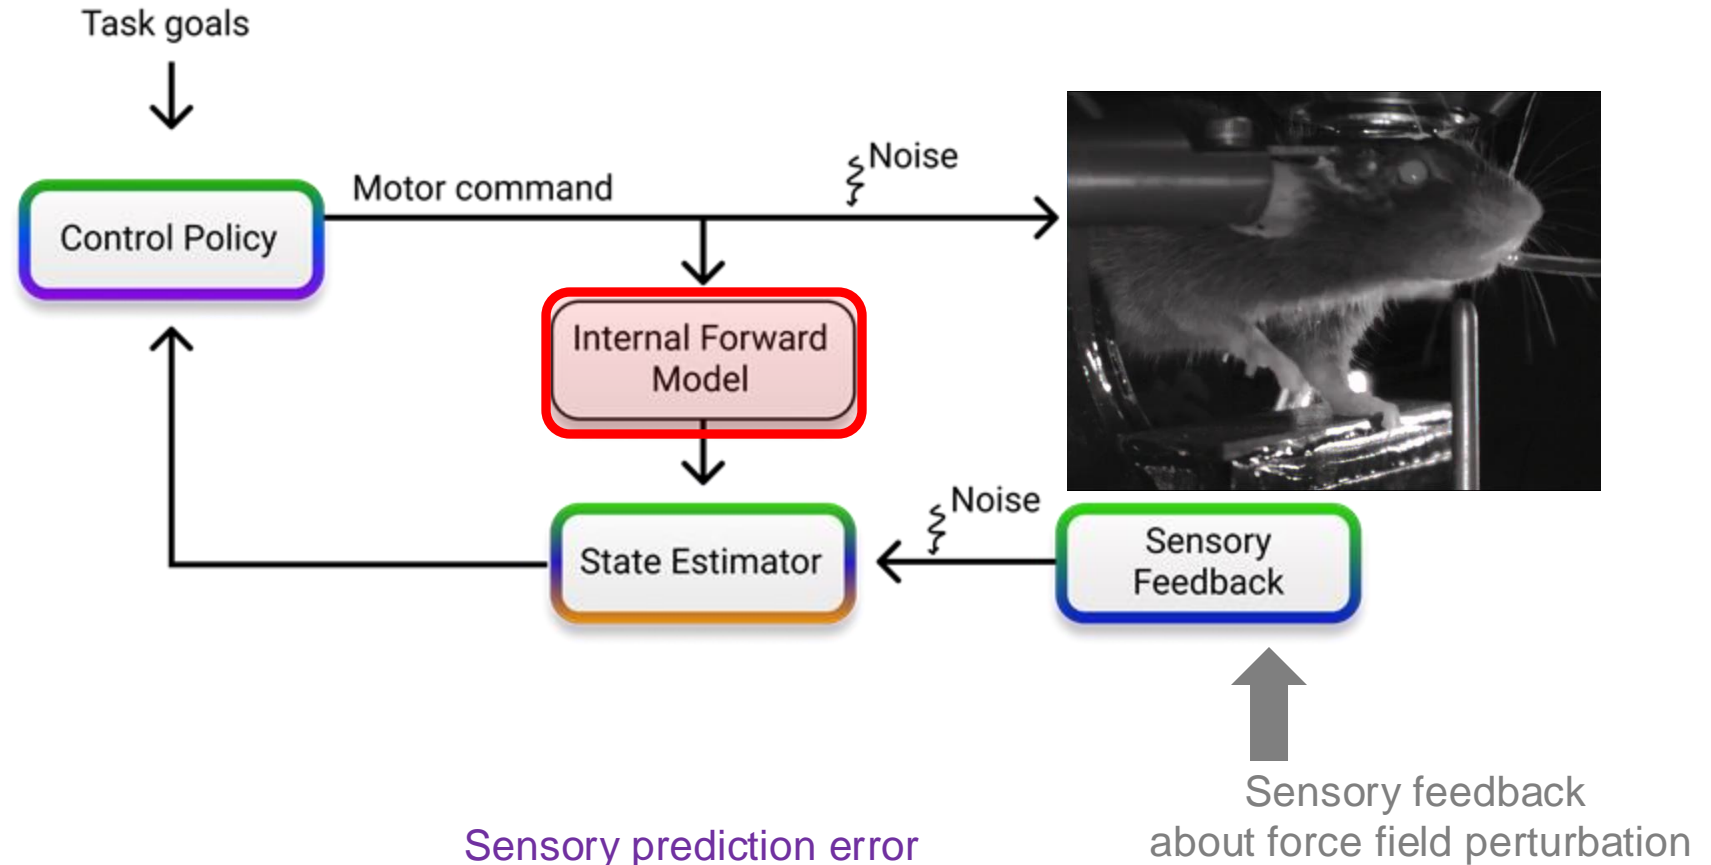 Task goals
Noise
Motor command
Control Policy
Internal Forward
Model
Noise
State Estimator
Sensory
Feedback
Sensory feedback
about force field perturbation
Sensory prediction error